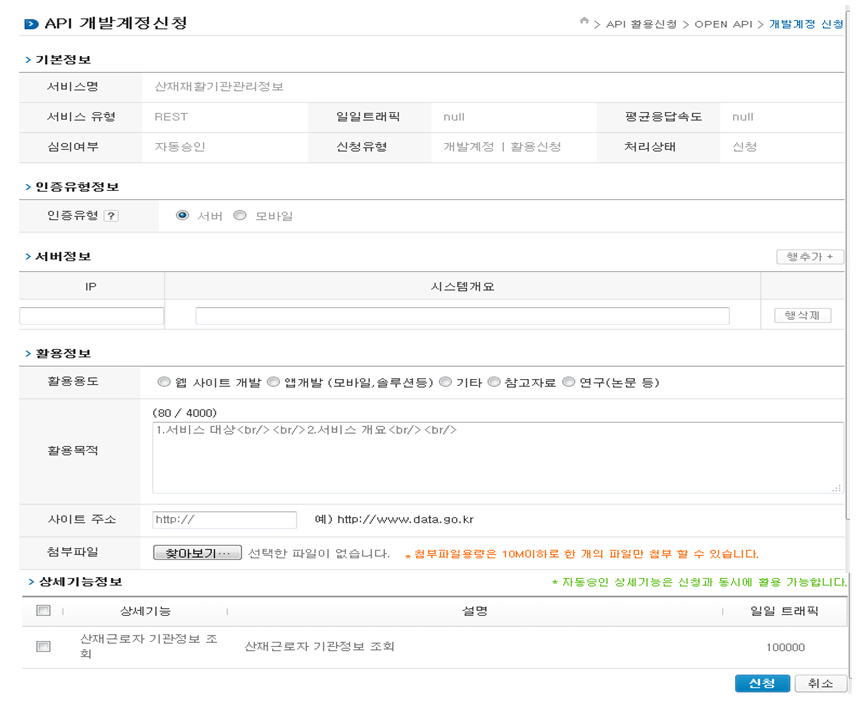 API 개발계정신청
> API 활용신청 > OPEN API > 개발계정 신청
> 기본정보
서비스명 산재재활기관관리정보
서비스 유형 REST 일일트래픽 null 평균응답속도 null
심의여부 자동승인 신청유형 개발계정 | 활용신청 처리상태 신청
> 인증유형정보
인증유형 ? 서버 모바일
> 서버정보 행추가 +
IP 시스템개요
행삭제
> 활용정보
활용용도 웹 사이트 개발 앱개발 (모바일,솔루션등) 기타 참고자료 연구(논문 등)
(80 / 4000)
활용목적 1.서비스 대상<br/><br/>2.서비스 개요<br/><br/>
사이트 주소 http:// 예) http://www.data.go.kr
첨부파일 찾아보기… 선택한 파일이 없습니다. * 첨부파일용량은 10M이하로 한 개의 파일만 첨부 할 수 있습니다.
> 상세기능정보 * 자동승인 상세기능은 신청과 동시에 활용 가능합니다.
상세기능 설명 일일 트래픽
산재근로자 기관정보 조
회 산재근로자 기관정보 조회 100000
신청 취소